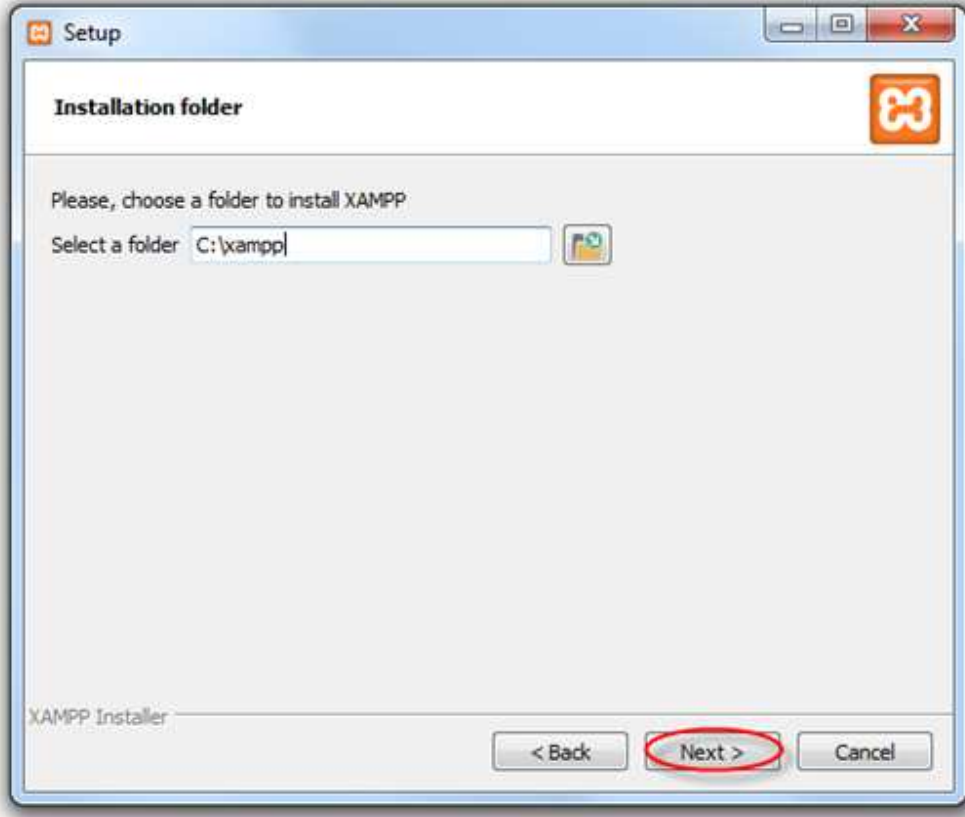 Setup
Installation folder
Please, choose a folder to install XAMPP
Select a folder C:\xampp
XAMPP Installer
< Back Next > Cancel